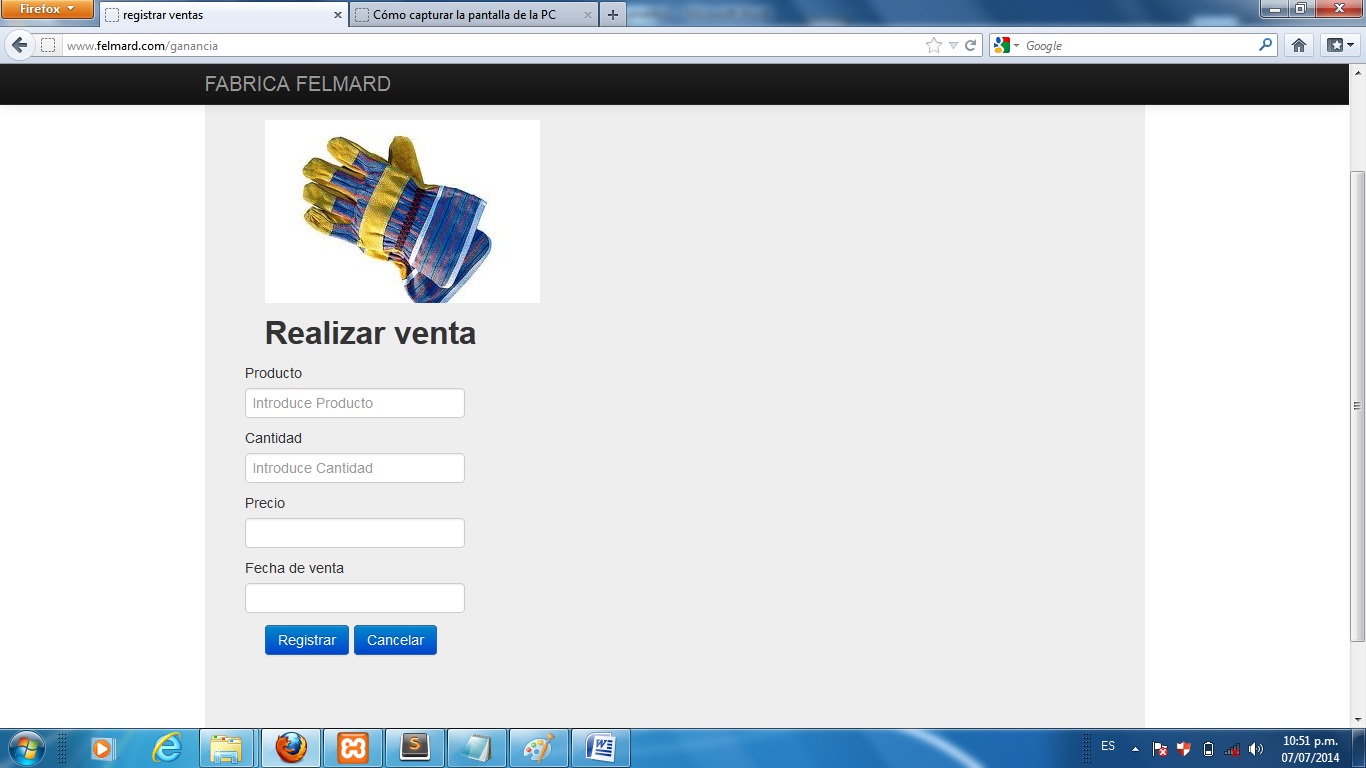 Firefox
registrar ventas
Cómo capturar la pantalla de la PC
www.felmard.com/ganancia
Google
FABRICA FELMARD
Realizar venta
Producto
Introduce Producto
Cantidad
Introduce Cantidad
Precio
Fecha de venta
Registrar Cancelar
ES
10:51 p.m.
07/07/2014